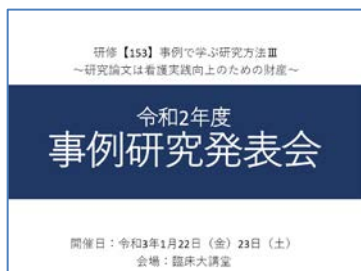 研修【153】事例で学ぶ研究方法Ⅲ
～研究論文は看護実践向上のための財産～
令和2年度
事例研究発表会
開催日：令和3年1月22日（金）23日（土）
会場：臨床大講堂